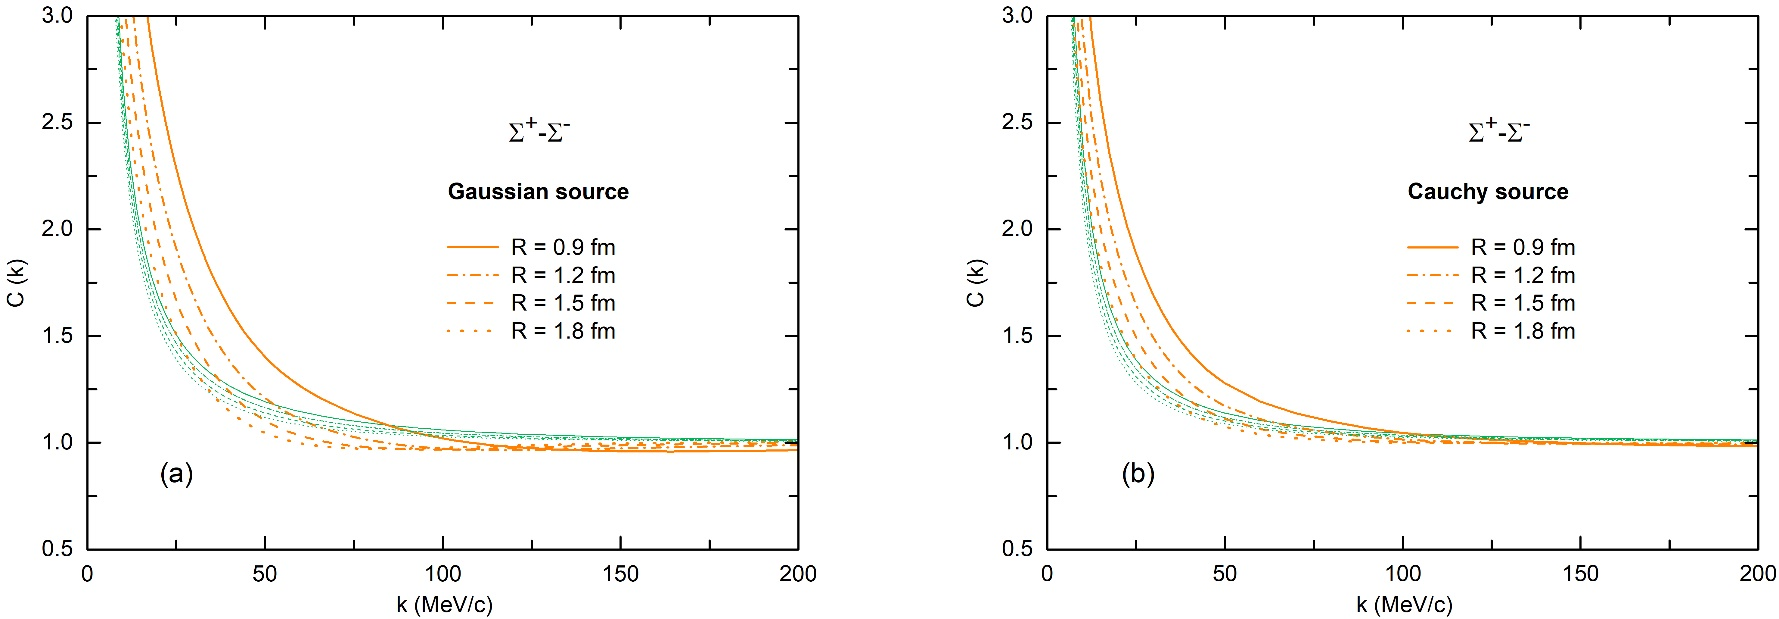 3.0
2.5
2.0
1.5
1.0
0.5
C (k)
Σ⁺-Σ⁻
Gaussian source
R = 0.9 fm
R = 1.2 fm
R = 1.5 fm
R = 1.8 fm
(a)
0 50 100 150 200
k (MeV/c)
3.0
2.5
2.0
1.5
1.0
0.5
C (k)
Σ⁺-Σ⁻
Cauchy source
R = 0.9 fm
R = 1.2 fm
R = 1.5 fm
R = 1.8 fm
(b)
0 50 100 150 200
k (MeV/c)